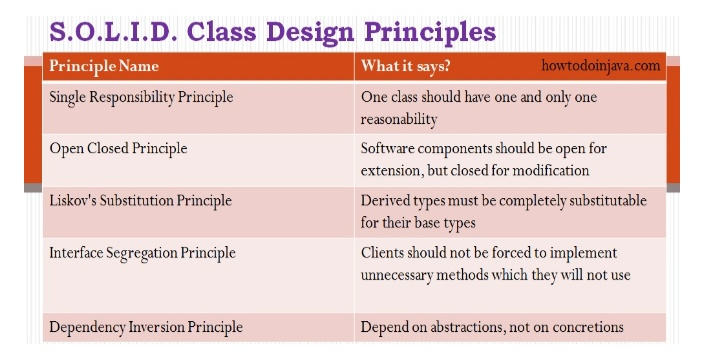 S.O.L.I.D. Class Design Principles
Principle Name What it says? howtodoinjava.com
Single Responsibility Principle One class should have one and only one
reasonability
Open Closed Principle Software components should be open for
extension, but closed for modification
Liskov's Substitution Principle Derived types must be completely substitutable
for their base types
Interface Segregation Principle Clients should not be forced to implement
unnecessary methods which they will not use
Dependency Inversion Principle Depend on abstractions, not on concretions